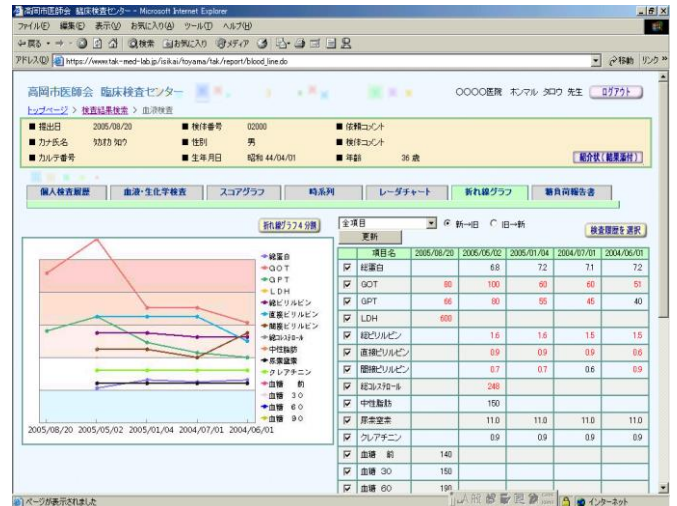 高岡市医師会 臨床検査センター - Microsoft Internet Explorer
ファイル(F) 編集(E) 表示(V) お気に入り(A) ツール(T) ヘルプ(H)
戻る 検索 お気に入り メディア
アドレス(D) https://www.tak-med-lab.jp/isikai/toyama/tak/report/blood_line.do 移動 リンク »
高岡市医師会 臨床検査センター
○○○○医院 ホンマル タロウ 先生 ログアウト
トップページ > 検査結果検索 > 血液検査
■ 提出日 2005/08/20 ■ 検体番号 02000 ■ 依頼コメント
■ カナ氏名 タカオカ タロウ ■ 性別 男 ■ 検体コメント
■ カルテ番号 ■ 生年月日 昭和 44/04/01 ■ 年齢 36 歳 紹介状(結果添付)
個人検査履歴 血液・生化学検査 スコアグラフ 時系列 レーダチャート 折れ線グラフ 糖負荷報告書
折れ線グラフ4分割 全項目 新→旧 旧→新
更新 検査履歴を選択
総蛋白
GOT
GPT
LDH
総ビリルビン
直接ビリルビン
間接ビリルビン
総コレステロール
中性脂肪
尿素窒素
クレアチニン
血糖 前
血糖 30
血糖 60
血糖 90
2005/08/20 2005/05/02 2005/01/04 2004/07/01 2004/06/01
項目名 2005/08/20 2005/05/02 2005/01/04 2004/07/01 2004/06/01
総蛋白 6.8 7.2 7.1 7.2
GOT 80 100 60 60 51
GPT 66 80 55 45 40
LDH 600
総ビリルビン 1.6 1.6 1.5 1.5
直接ビリルビン 0.9 0.9 0.9 0.6
間接ビリルビン 0.7 0.7 0.6 0.9
総コレステロール 248
中性脂肪 150
尿素窒素 11.0 11.0 11.0 11.0
クレアチニン 0.9 0.9 0.9 0.9
血糖 前 140
血糖 30 150
血糖 60 190
ページが表示されました インターネット